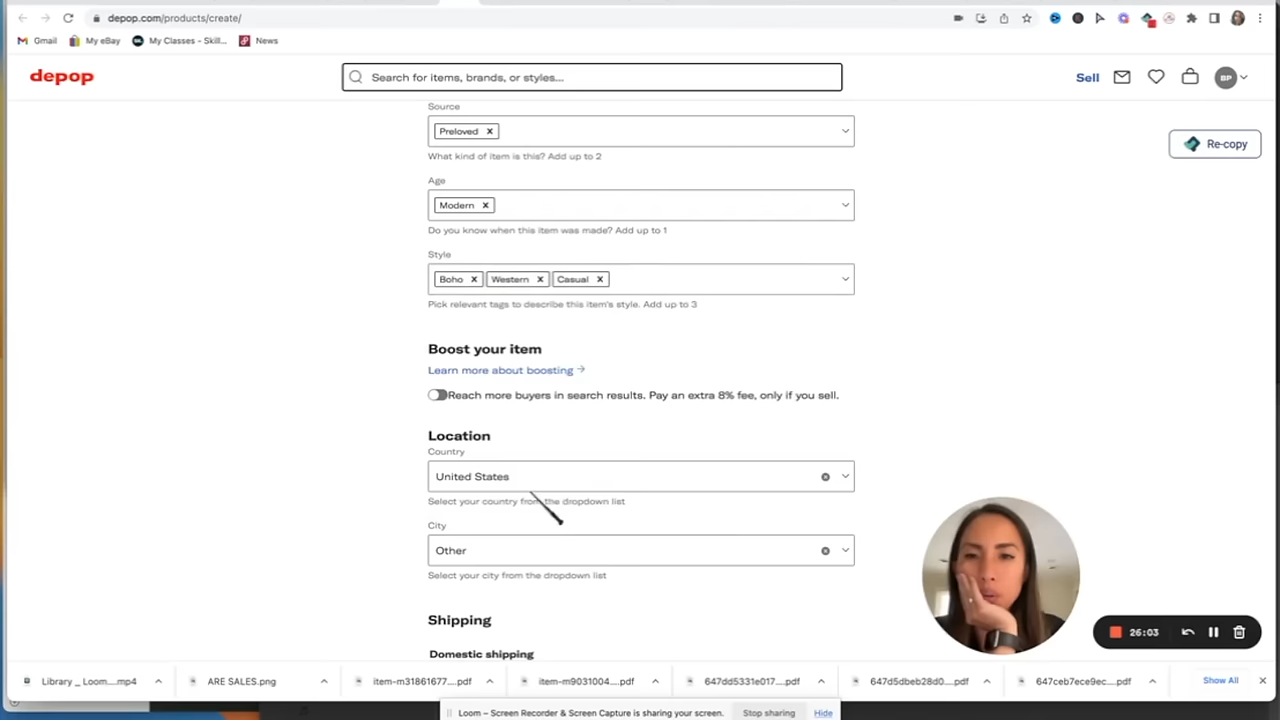 depop.com/products/create/
Gmail My eBay My Classes - Skill... News
depop Search for items, brands, or styles... Sell BP
Source
Preloved x
What kind of item is this? Add up to 2
Re-copy
Age
Modern x
Do you know when this item was made? Add up to 1
Style
Boho x Western x Casual x
Pick relevant tags to describe this item's style. Add up to 3
Boost your item
Learn more about boosting →
Reach more buyers in search results. Pay an extra 8% fee, only if you sell.
Location
Country
United States
Select your country from the dropdown list
City
Other
Select your city from the dropdown list
Shipping
Domestic shipping
26:03
Library _ Loom....mp4 ARE SALES.png item-m31861677....pdf item-m9031004....pdf 647dd5331e017....pdf 647d5dbeb28d0....pdf 647ceb7ece9ec....pdf Show All
Loom – Screen Recorder & Screen Capture is sharing your screen. Stop sharing Hide